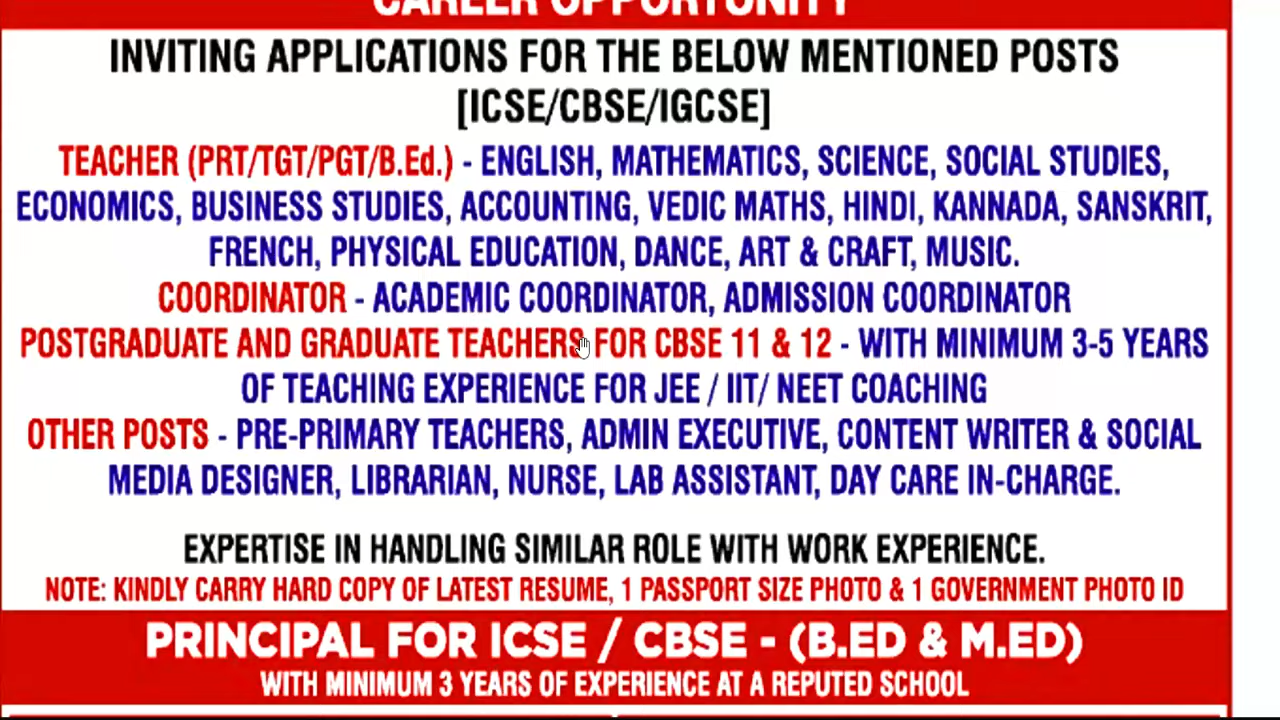 CAREER OPPORTUNITY
INVITING APPLICATIONS FOR THE BELOW MENTIONED POSTS
[ICSE/CBSE/IGCSE]
TEACHER (PRT/TGT/PGT/B.Ed.) - ENGLISH, MATHEMATICS, SCIENCE, SOCIAL STUDIES,
ECONOMICS, BUSINESS STUDIES, ACCOUNTING, VEDIC MATHS, HINDI, KANNADA, SANSKRIT,
FRENCH, PHYSICAL EDUCATION, DANCE, ART & CRAFT, MUSIC.
COORDINATOR - ACADEMIC COORDINATOR, ADMISSION COORDINATOR
POSTGRADUATE AND GRADUATE TEACHERS FOR CBSE 11 & 12 - WITH MINIMUM 3-5 YEARS
OF TEACHING EXPERIENCE FOR JEE / IIT/ NEET COACHING
OTHER POSTS - PRE-PRIMARY TEACHERS, ADMIN EXECUTIVE, CONTENT WRITER & SOCIAL
MEDIA DESIGNER, LIBRARIAN, NURSE, LAB ASSISTANT, DAY CARE IN-CHARGE.
EXPERTISE IN HANDLING SIMILAR ROLE WITH WORK EXPERIENCE.
NOTE: KINDLY CARRY HARD COPY OF LATEST RESUME, 1 PASSPORT SIZE PHOTO & 1 GOVERNMENT PHOTO ID
PRINCIPAL FOR ICSE / CBSE - (B.ED & M.ED)
WITH MINIMUM 3 YEARS OF EXPERIENCE AT A REPUTED SCHOOL